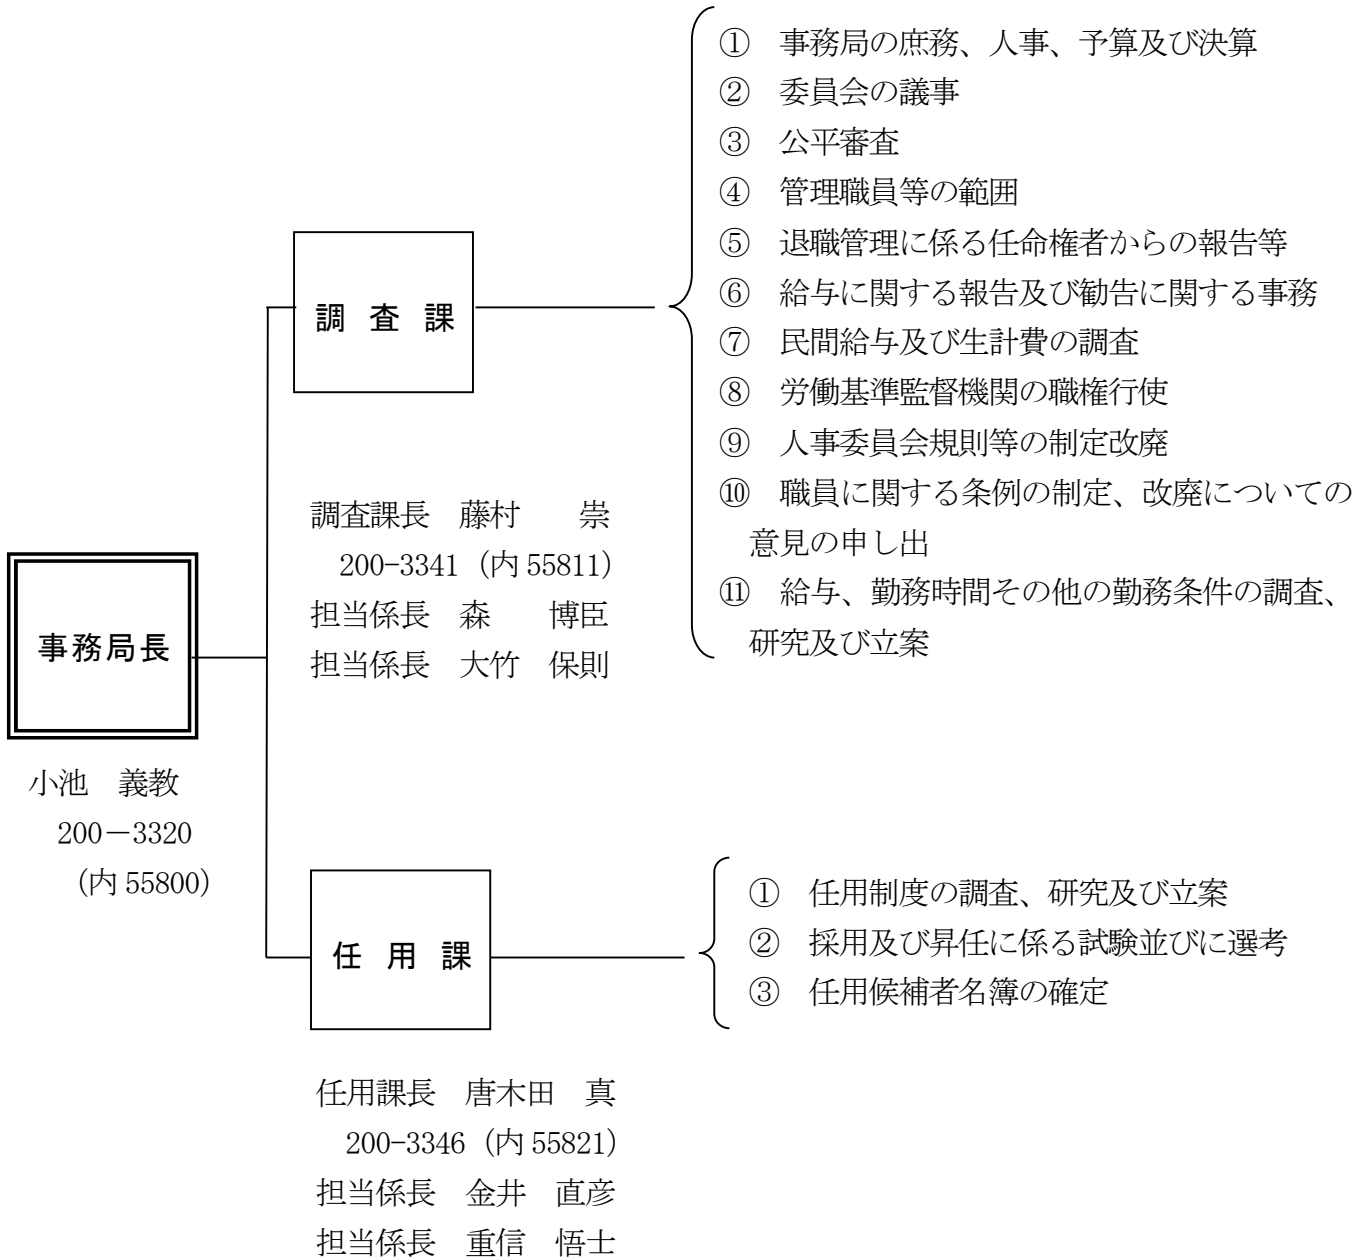 事務局長
小池　義教
200－3320
（内 55800）
調 査 課
調査課長　藤村　　崇
200-3341（内 55811）
担当係長　森　　博臣
担当係長　大竹　保則
①　事務局の庶務、人事、予算及び決算
②　委員会の議事
③　公平審査
④　管理職員等の範囲
⑤　退職管理に係る任命権者からの報告等
⑥　給与に関する報告及び勧告に関する事務
⑦　民間給与及び生計費の調査
⑧　労働基準監督機関の職権行使
⑨　人事委員会規則等の制定改廃
⑩　職員に関する条例の制定、改廃についての
意見の申し出
⑪　給与、勤務時間その他の勤務条件の調査、
研究及び立案
任 用 課
任用課長　唐木田　真
200-3346（内 55821）
担当係長　金井　直彦
担当係長　重信　悟士
①　任用制度の調査、研究及び立案
②　採用及び昇任に係る試験並びに選考
③　任用候補者名簿の確定